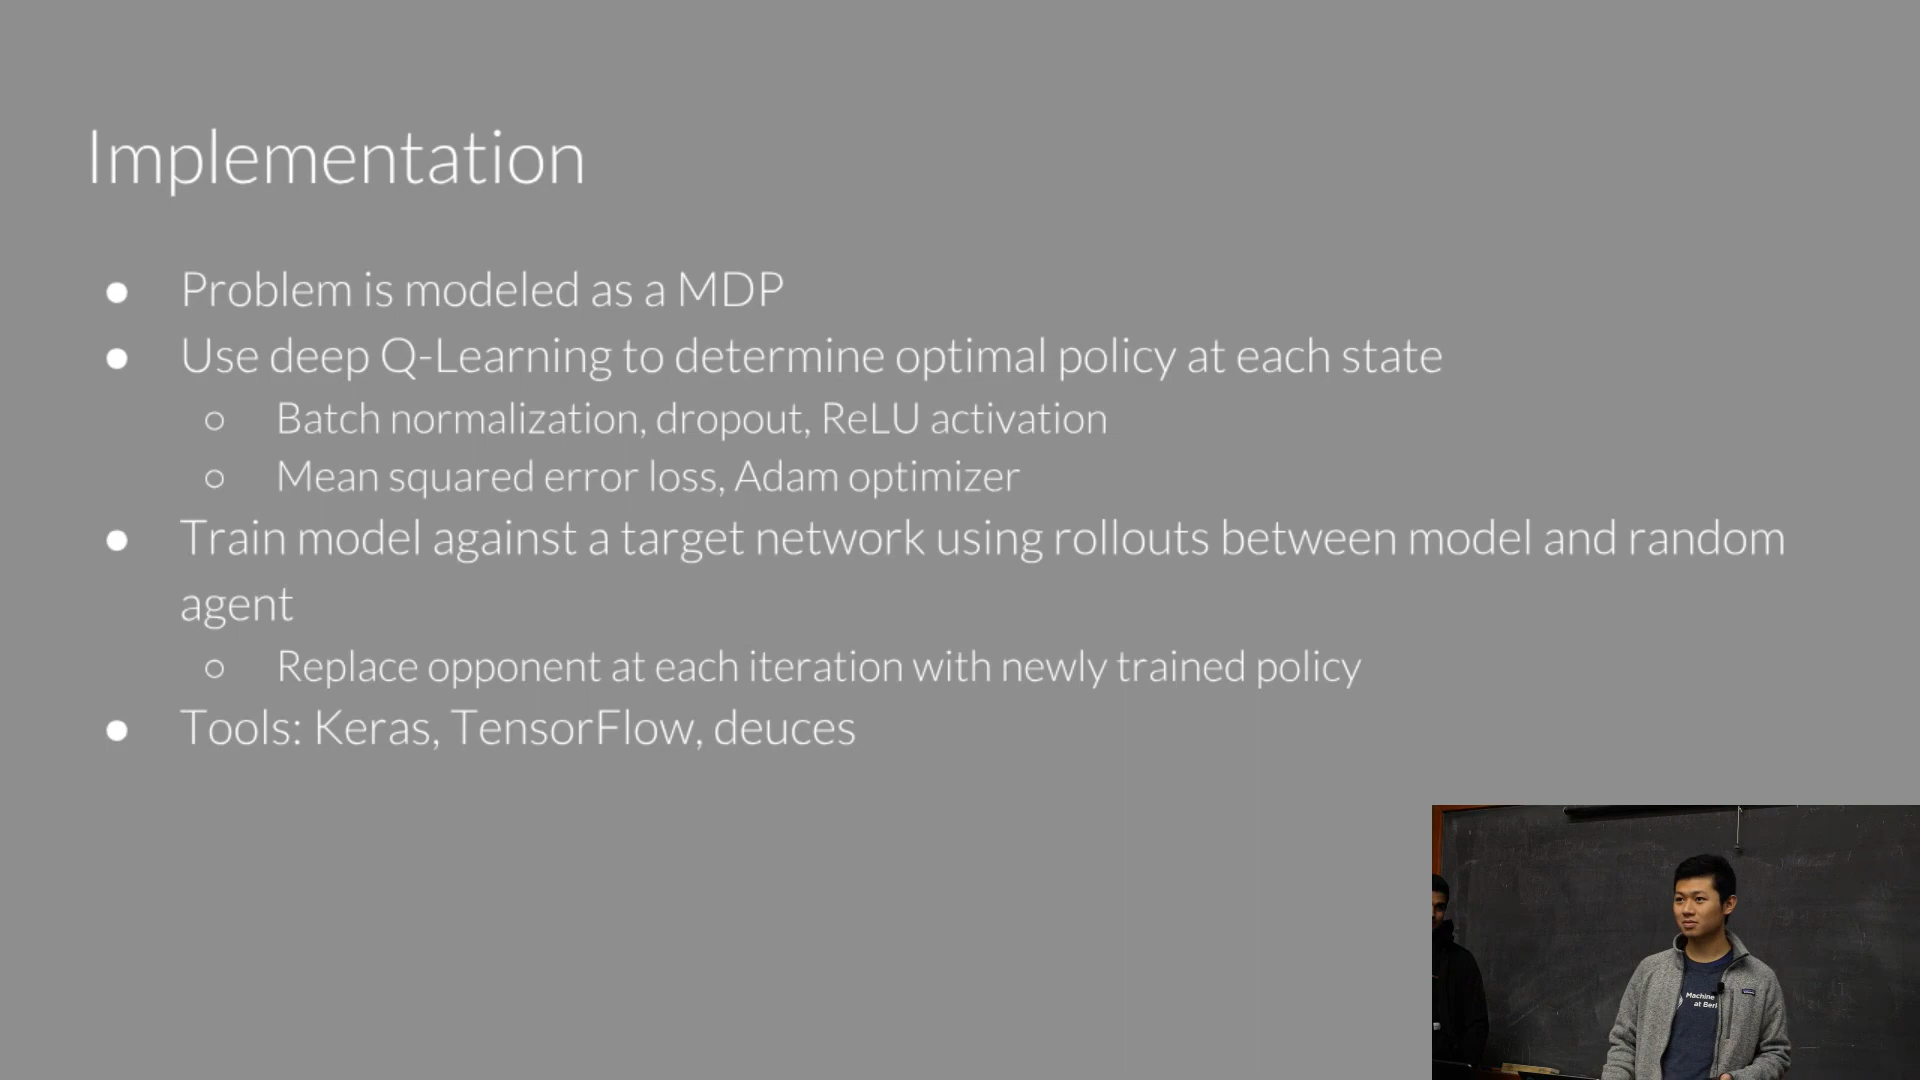 Implementation
● Problem is modeled as a MDP
● Use deep Q-Learning to determine optimal policy at each state
○ Batch normalization, dropout, ReLU activation
○ Mean squared error loss, Adam optimizer
● Train model against a target network using rollouts between model and random
agent
○ Replace opponent at each iteration with newly trained policy
● Tools: Keras, TensorFlow, deuces
Machine
at Berk